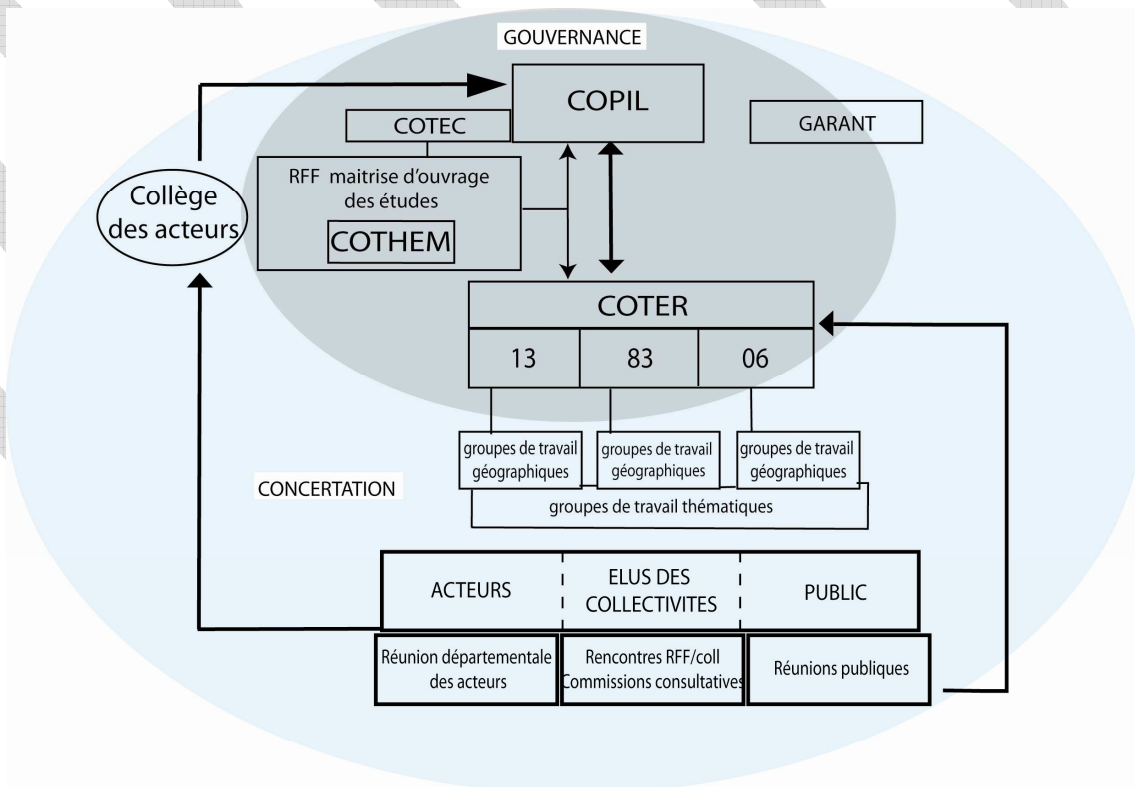 GOUVERNANCE
COPIL
COTEC
GARANT
RFF maitrise d'ouvrage
des études
COTHEM
Collège
des acteurs
COTER
13
83
06
groupes de travail
géographiques
groupes de travail
géographiques
groupes de travail
géographiques
CONCERTATION
groupes de travail thématiques
ACTEURS
ELUS DES
COLLECTIVITES
PUBLIC
Réunion départementale
des acteurs
Rencontres RFF/coll
Commissions consultatives
Réunions publiques